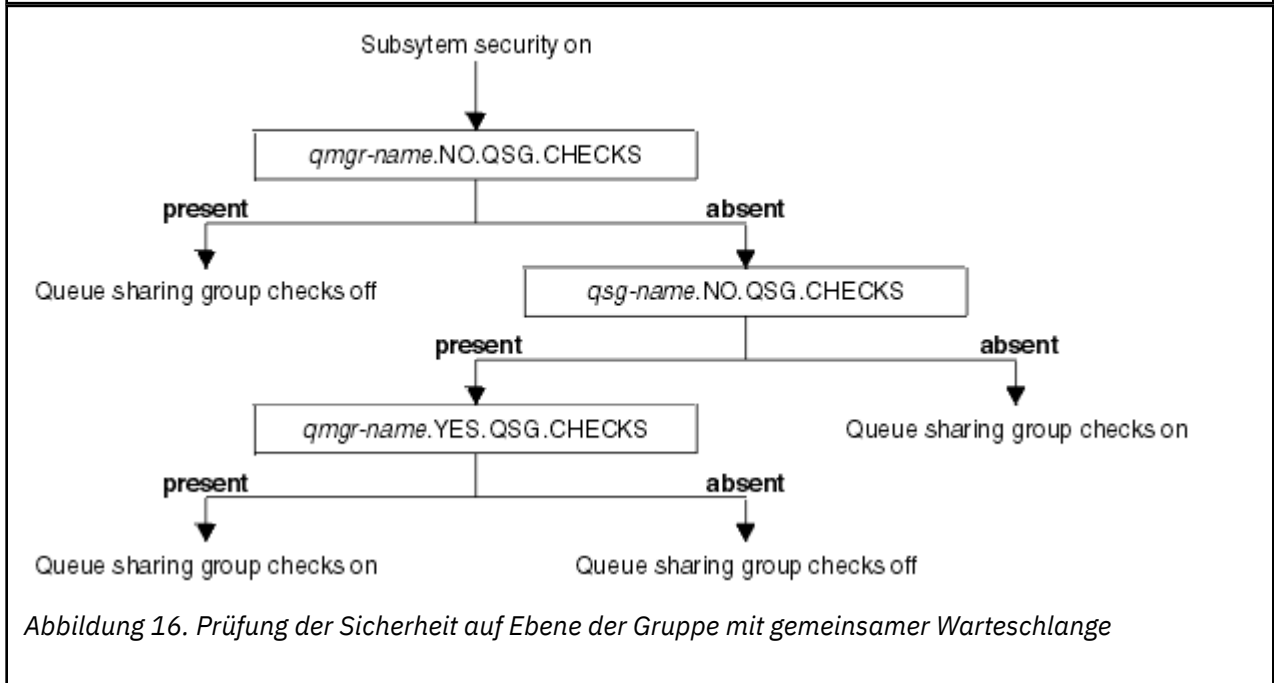 Subsytem security on
qmgr-name.NO.QSG.CHECKS
present absent
Queue sharing group checks off
qsg-name.NO.QSG.CHECKS
present absent
qmgr-name.YES.QSG.CHECKS
Queue sharing group checks on
present absent
Queue sharing group checks on
Queue sharing group checks off
Abbildung 16. Prüfung der Sicherheit auf Ebene der Gruppe mit gemeinsamer Warteschlange